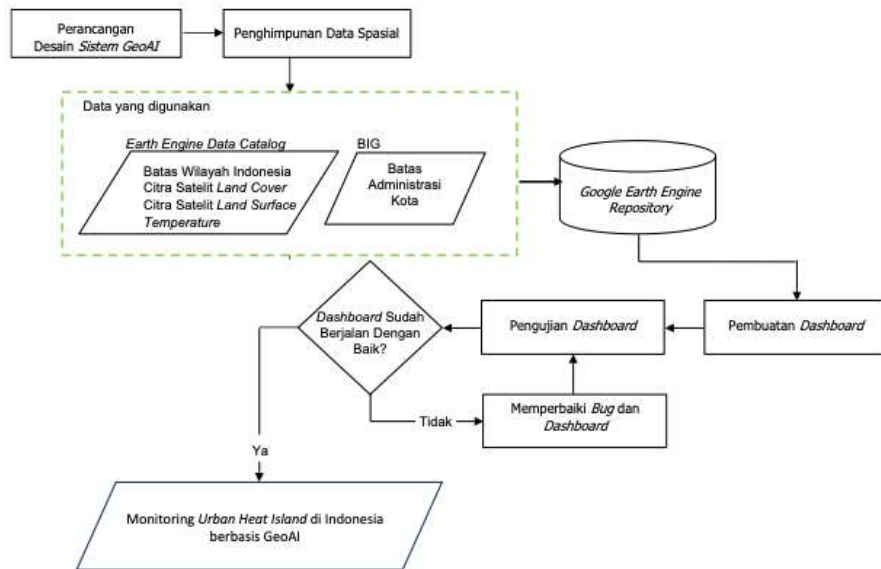 Perancangan
Desain Sistem GeoAI
Penghimpunan Data Spasial
Data yang digunakan
Earth Engine Data Catalog
Batas Wilayah Indonesia
Citra Satelit Land Cover
Citra Satelit Land Surface
Temperature
BIG
Batas
Administrasi
Kota
Google Earth Engine
Repository
Dashboard Sudah
Berjalan Dengan
Baik?
Pengujian Dashboard
Pembuatan Dashboard
Tidak
Memperbaiki Bug dan
Dashboard
Ya
Monitoring Urban Heat Island di Indonesia
berbasis GeoAI